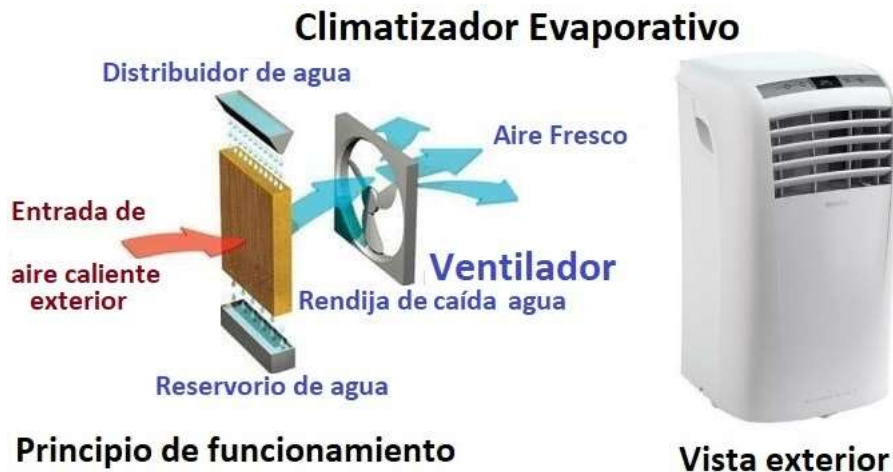 Climatizador Evaporativo
Distribuidor de agua
Aire Fresco
Entrada de
aire caliente
exterior
Ventilador
Rendija de caída agua
Reservorio de agua
Principio de funcionamiento
Vista exterior